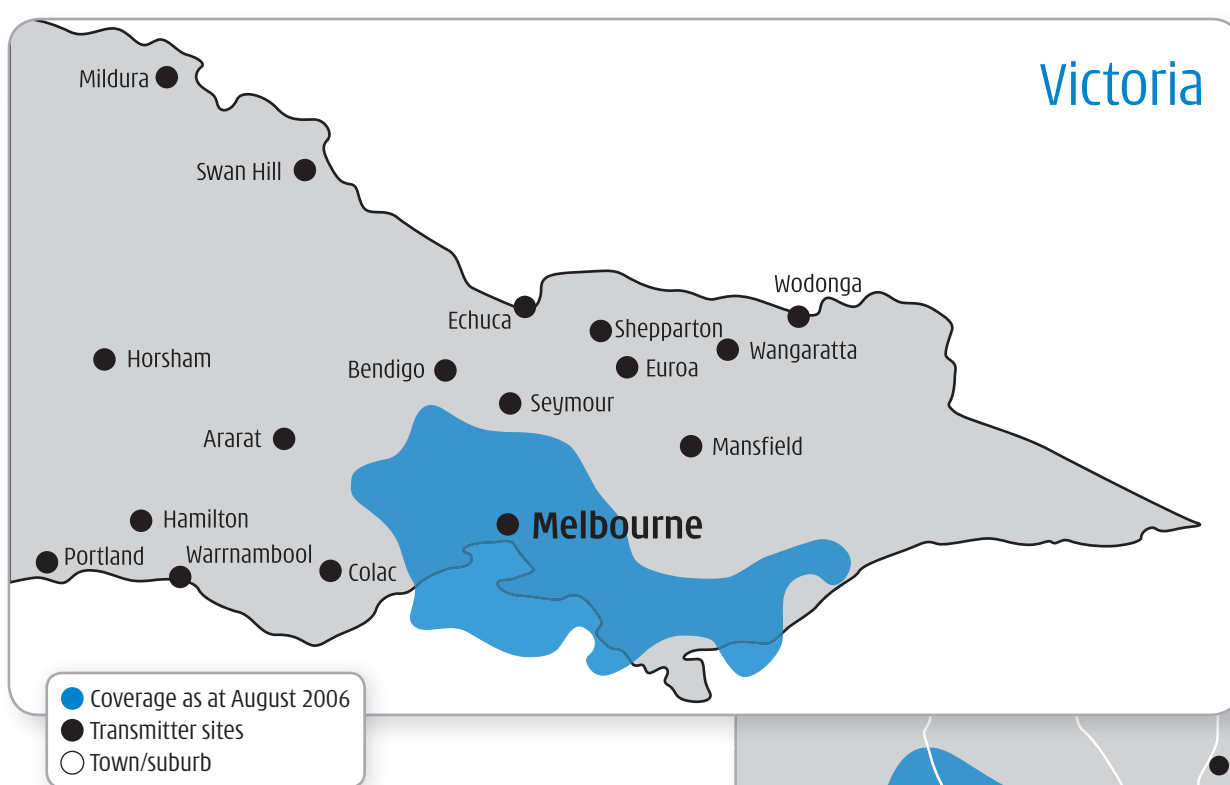 Victoria
Mildura
Swan Hill
Wodonga
Echuca
Shepparton
Wangaratta
Horsham
Bendigo
Euroa
Seymour
Ararat
Mansfield
Hamilton
Melbourne
Portland
Warrnambool
Colac
Coverage as at August 2006
Transmitter sites
Town/suburb